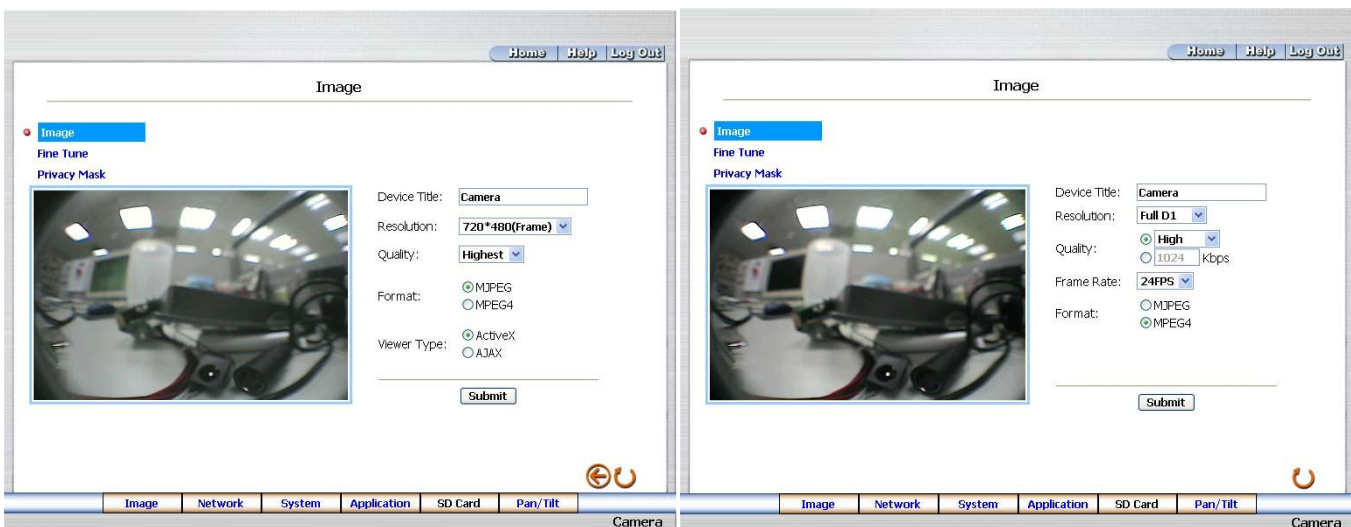 Home Help Log Out
Image
Image
Fine Tune
Privacy Mask
Device Title: Camera
Resolution: 720*480(Frame)
Quality: Highest
Format: MJPEG
MPEG4
Viewer Type: ActiveX
AJAX
Submit
Image Network System Application SD Card Pan/Tilt
Camera
Home Help Log Out
Image
Image
Fine Tune
Privacy Mask
Device Title: Camera
Resolution: Full D1
Quality: High
1024 Kbps
Frame Rate: 24FPS
Format: MJPEG
MPEG4
Submit
Image Network System Application SD Card Pan/Tilt
Camera